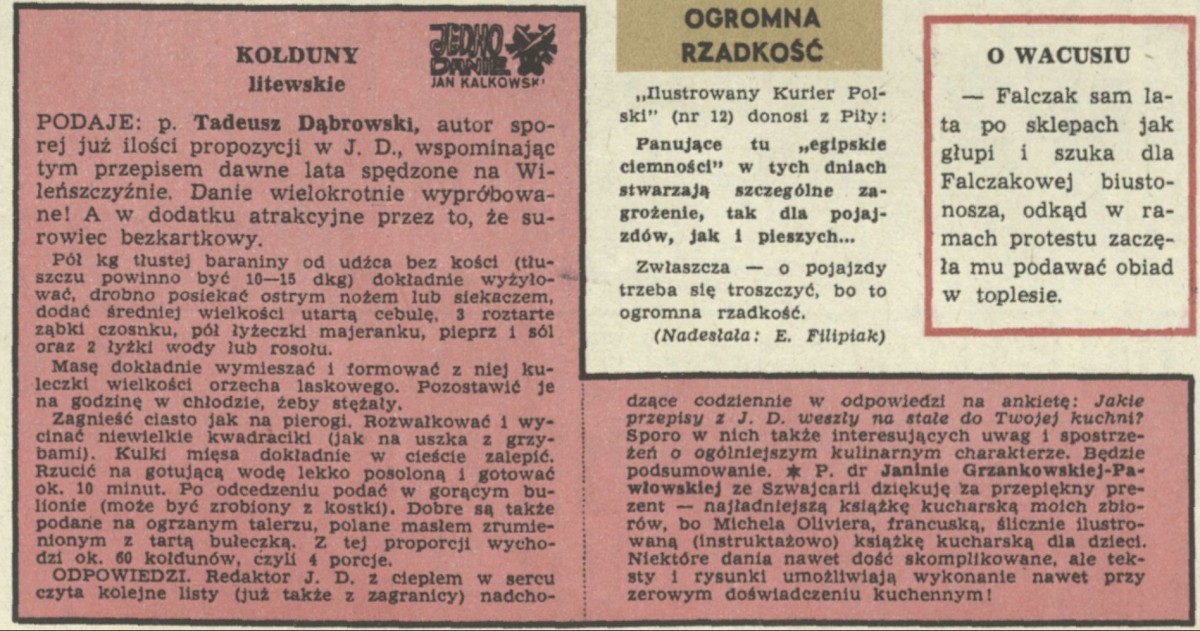 KOŁDUNY
litewskie
JEDNO
DANIE
JAN KALKOWSKI
PODAJE: p. Tadeusz Dąbrowski, autor spo-
rej już ilości propozycji w J. D., wspominając
tym przepisem dawne lata spędzone na Wi-
leńszczyźnie. Danie wielokrotnie wypróbowa-
ne! A w dodatku atrakcyjne przez to, że su-
rowiec bezkartkowy.
Pół kg tłustej baraniny od udźca bez kości (tłu-
szczu powinno być 10—15 dkg) dokładnie wyżyło-
wać, drobno posiekać ostrym nożem lub siekaczem,
dodać średniej wielkości utartą cebulę, 3 roztarte
ząbki czosnku, pół łyżeczki majeranku, pieprz i sól
oraz 2 łyżki wody lub rosołu.
Masę dokładnie wymieszać i formować z niej ku-
leczki wielkości orzecha laskowego. Pozostawić je
na godzinę w chłodzie, żeby stężały.
Zagnieść ciasto jak na pierogi. Rozwałkować i wy-
cinać niewielkie kwadraciki (jak na uszka z grzy-
bami). Kulki mięsa dokładnie w cieście zalepić.
Rzucić na gotującą wodę lekko posoloną i gotować
ok. 10 minut. Po odcedzeniu podać w gorącym bu-
lionie (może być zrobiony z kostki). Dobre są także
podane na ogrzanym talerzu, polane masłem zrumie-
nionym z tartą bułeczką. Z tej proporcji wycho-
dzi ok. 60 kołdunów, czyli 4 porcje.
ODPOWIEDZI. Redaktor J. D. z ciepłem w sercu
czyta kolejne listy (już także z zagranicy) nadcho-
dzące codziennie w odpowiedzi na ankietę: Jakie
przepisy z J. D. weszły na stałe do Twojej kuchni?
Sporo w nich także interesujących uwag i spostrze-
żeń o ogólniejszym kulinarnym charakterze. Będzie
podsumowanie. ✶ P. dr Janinie Grzankowskiej-Pa-
włowskiej ze Szwajcarii dziękuję za przepiękny pre-
zent — najładniejszą książkę kucharską moich zbio-
rów, bo Michela Oliviera, francuską, ślicznie ilustro-
waną (instruktażowo) książkę kucharską dla dzieci.
Niektóre dania nawet dość skomplikowane, ale tek-
sty i rysunki umożliwiają wykonanie nawet przy
zerowym doświadczeniu kuchennym!
OGROMNA
RZADKOŚĆ
„Ilustrowany Kurier Pol-
ski” (nr 12) donosi z Piły:
Panujące tu „egipskie
ciemności” w tych dniach
stwarzają szczególne za-
grożenie, tak dla pojaz-
zdów, jak i pieszych...
Zwłaszcza — o pojazdy
trzeba się troszczyć, bo to
ogromna rzadkość.
(Nadesłała: E. Filipiak)
O WACUSIU
— Falczak sam la-
ta po sklepach jak
głupi i szuka dla
Falczakowej biusto-
nosza, odkąd w ra-
mach protestu zaczę-
ła mu podawać obiad
w toplesie.